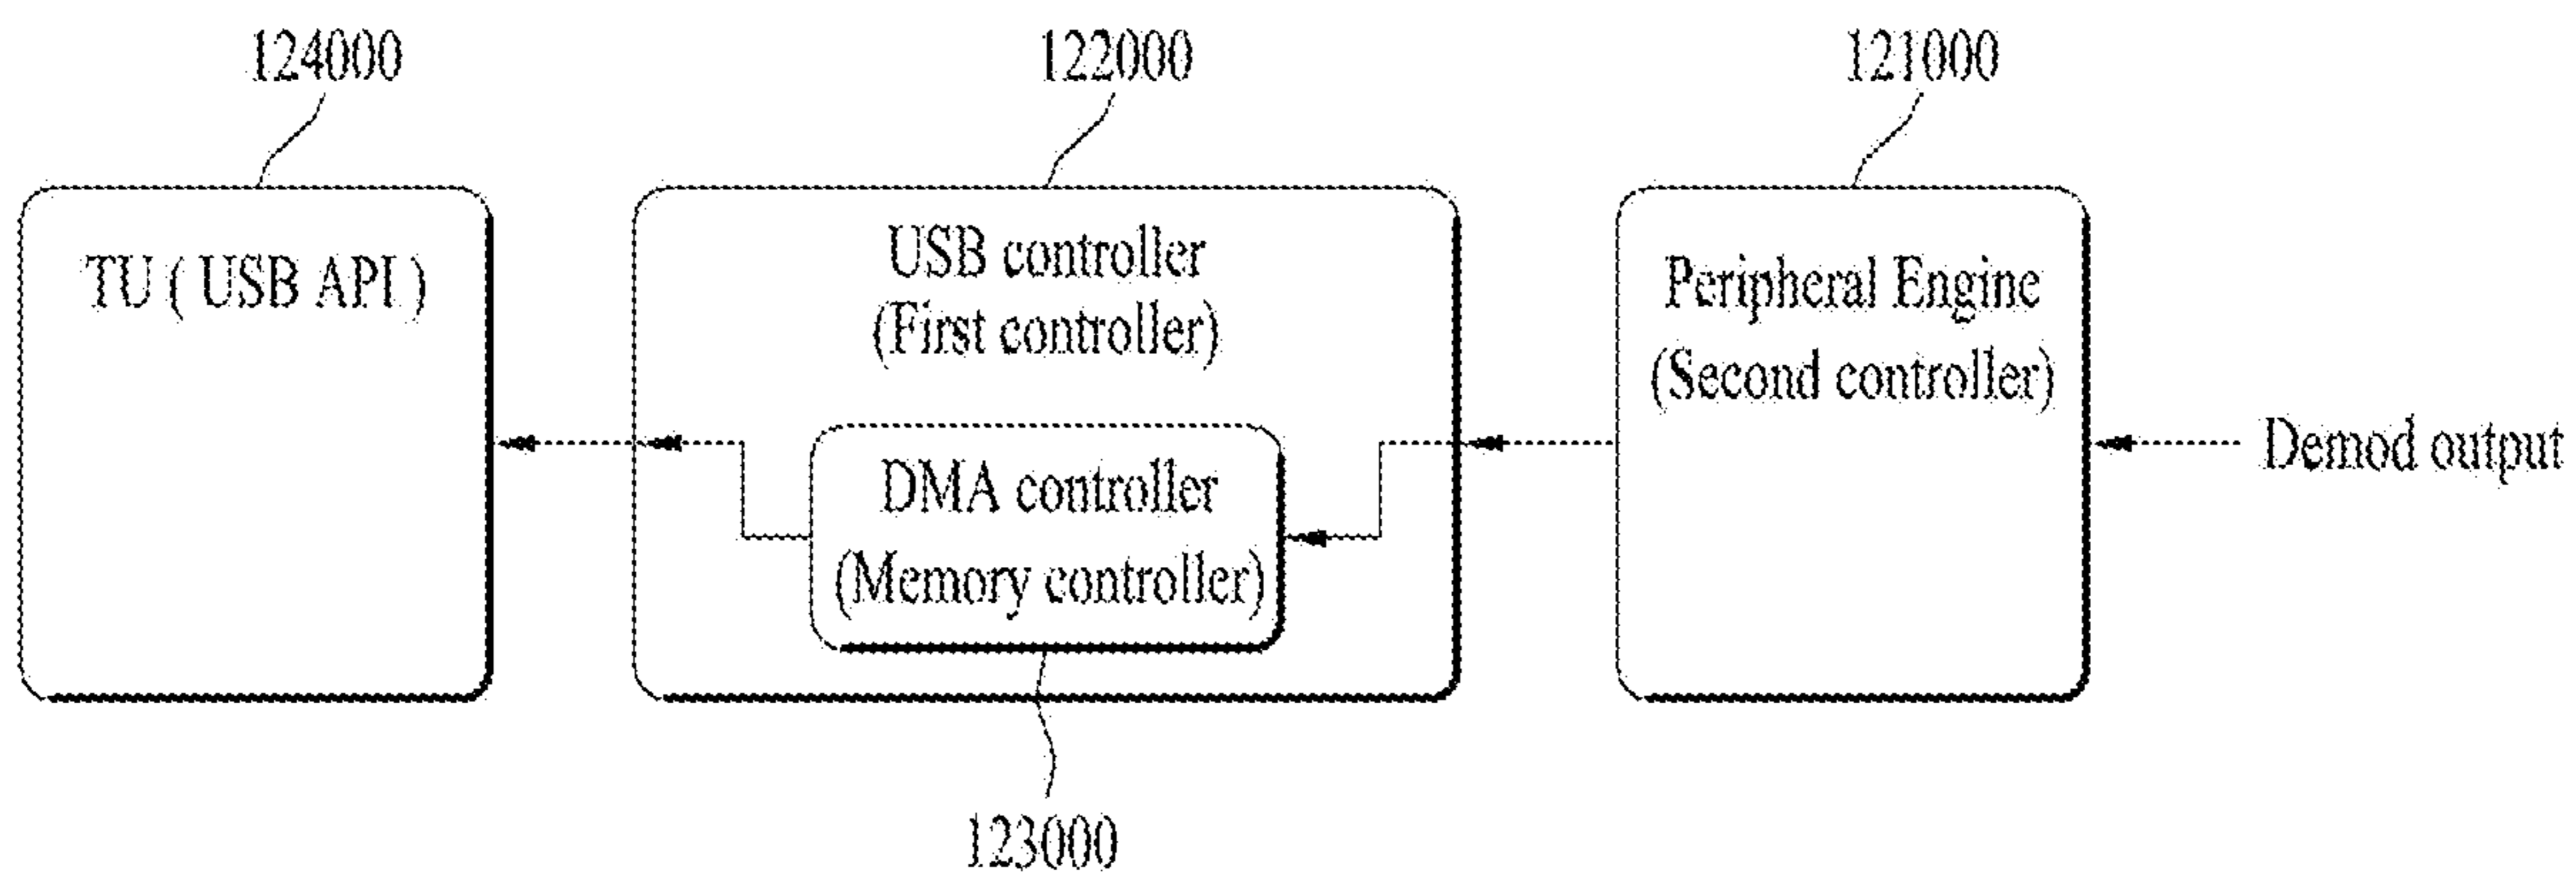 124000
122000
121000
TU ( USB API )
USB controller
(First controller)
Peripheral Engine
(Second controller)
DMA controller
(Memory controller)
Demod output
123000